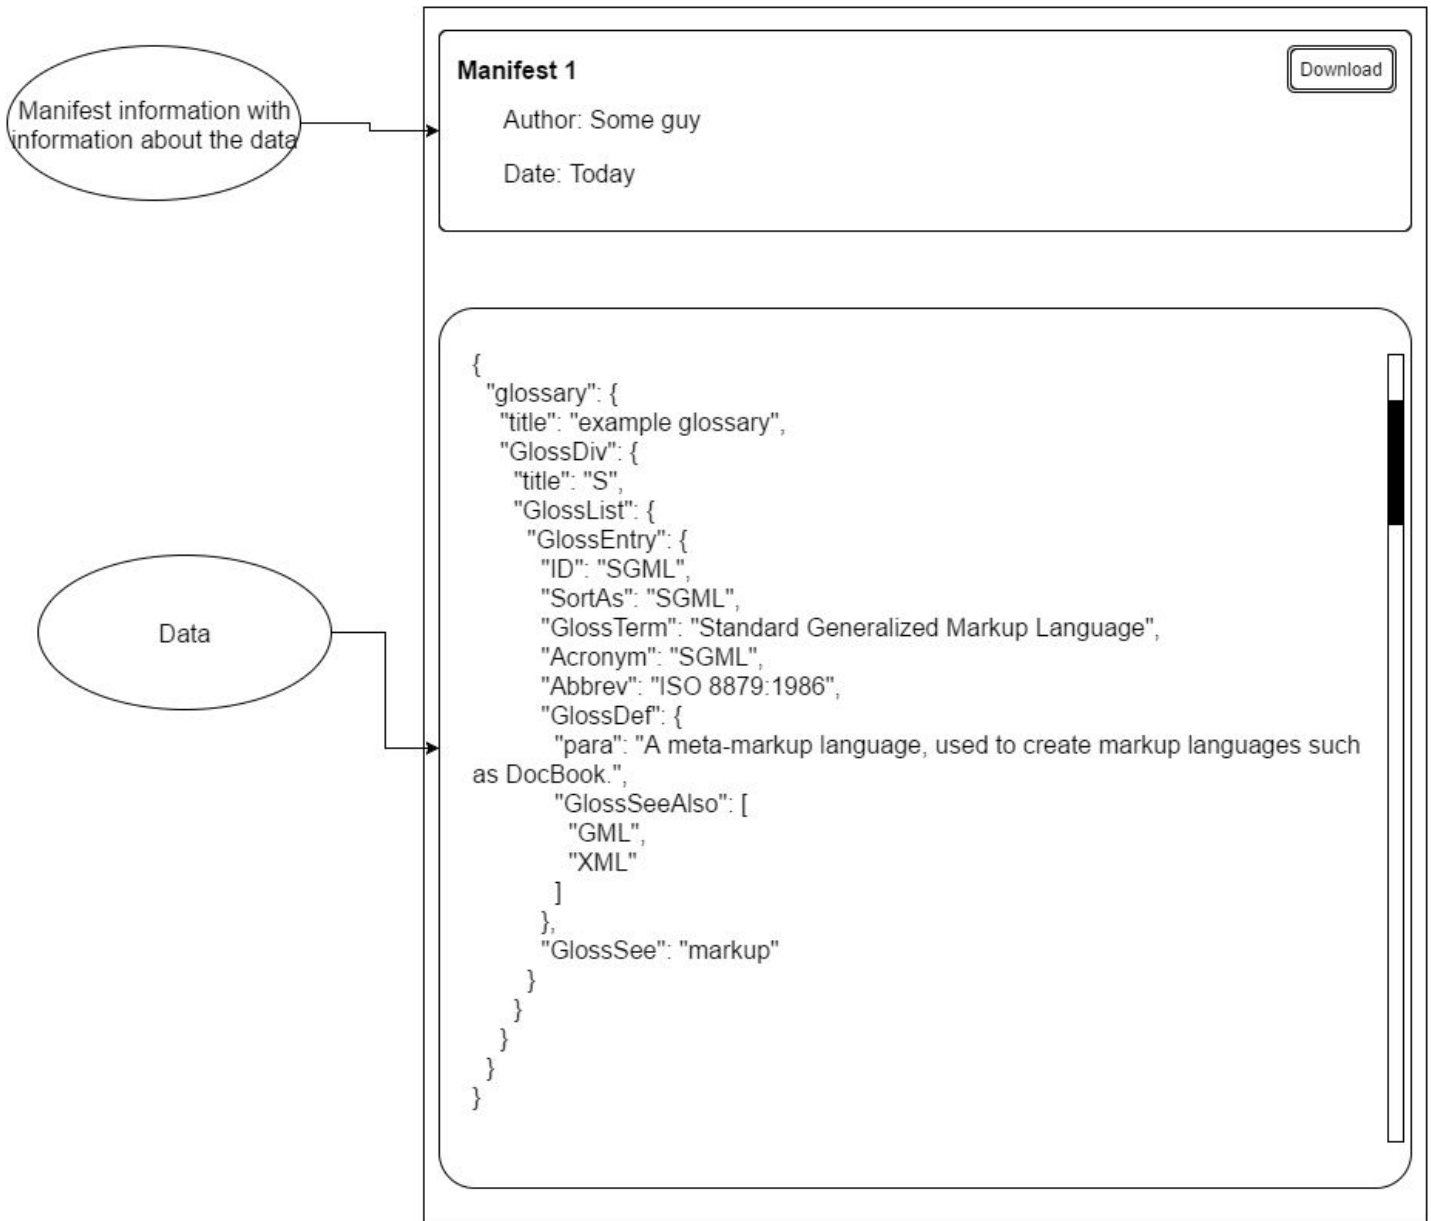 Manifest information with
information about the data
Manifest 1
Download
Author: Some guy
Date: Today
Data
{
"glossary": {
"title": "example glossary",
"GlossDiv": {
"title": "S",
"GlossList": {
"GlossEntry": {
"ID": "SGML",
"SortAs": "SGML",
"GlossTerm": "Standard Generalized Markup Language",
"Acronym": "SGML",
"Abbrev": "ISO 8879:1986",
"GlossDef": {
"para": "A meta-markup language, used to create markup languages such
as DocBook.",
"GlossSeeAlso": [
"GML",
"XML"
]
},
"GlossSee": "markup"
}
}
}
}
}